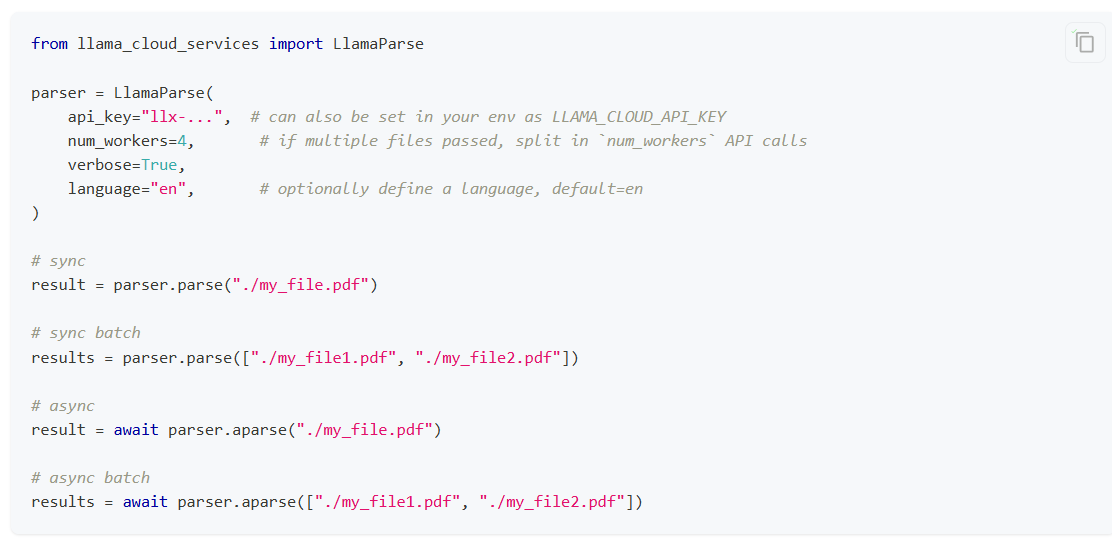 from llama_cloud_services import LlamaParse
parser = LlamaParse(
    api_key="llx-...",  # can also be set in your env as LLAMA_CLOUD_API_KEY
    num_workers=4,       # if multiple files passed, split in `num_workers` API calls
    verbose=True,
    language="en",       # optionally define a language, default=en
)
# sync
result = parser.parse("./my_file.pdf")
# sync batch
results = parser.parse(["./my_file1.pdf", "./my_file2.pdf"])
# async
result = await parser.aparse("./my_file.pdf")
# async batch
results = await parser.aparse(["./my_file1.pdf", "./my_file2.pdf"])